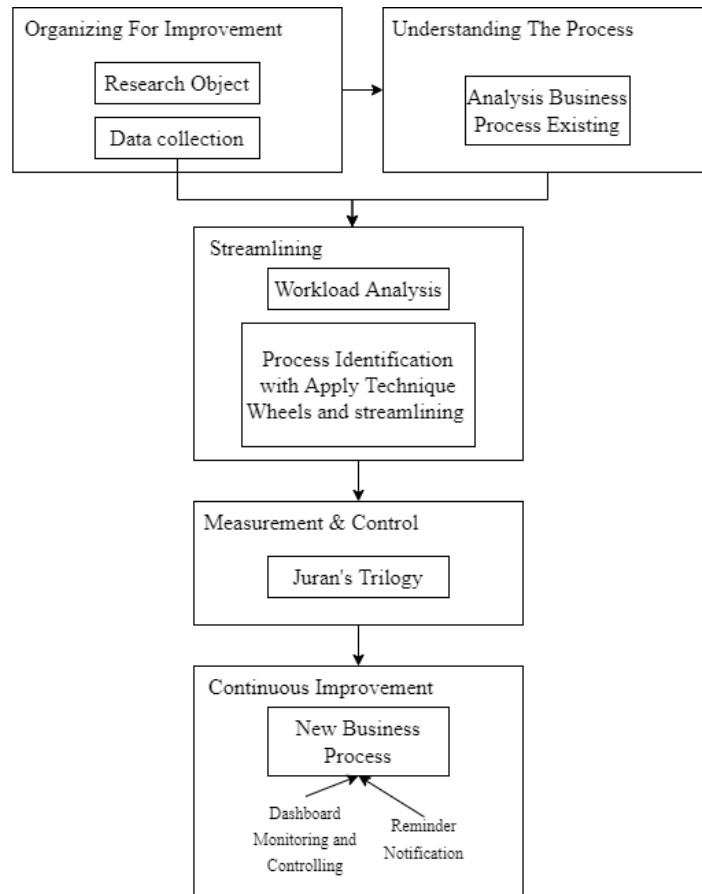 Organizing For Improvement
Research Object
Data collection
Understanding The Process
Analysis Business
Process Existing
Streamlining
Workload Analysis
Process Identification
with Apply Technique
Wheels and streamlining
Measurement & Control
Juran's Trilogy
Continuous Improvement
New Business
Process
Dashboard
Monitoring and
Controlling
Reminder
Notification